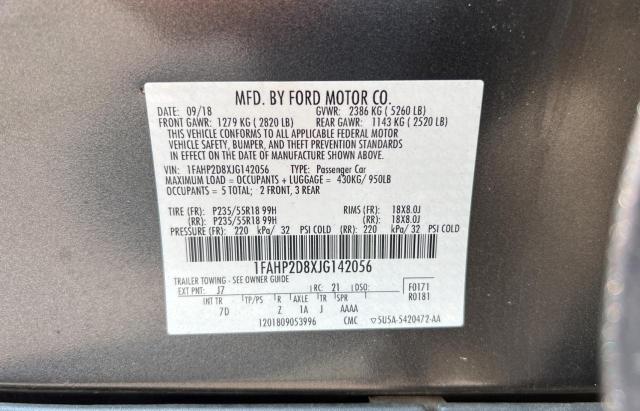 MFD. BY FORD MOTOR CO.
DATE: 09/18 GVWR: 2386 KG ( 5260 LB)
FRONT GAWR: 1279 KG ( 2820 LB) REAR GAWR: 1143 KG ( 2520 LB)
THIS VEHICLE CONFORMS TO ALL APPLICABLE FEDERAL MOTOR
VEHICLE SAFETY, BUMPER, AND THEFT PREVENTION STANDARDS
IN EFFECT ON THE DATE OF MANUFACTURE SHOWN ABOVE.
VIN: 1FAHP2D8XJG142056 TYPE: Passenger Car
MAXIMUM LOAD = OCCUPANTS + LUGGAGE = 430KG/ 950LB
OCCUPANTS = 5 TOTAL; 2 FRONT, 3 REAR
TIRE (FR): P235/55R18 99H RIMS (FR): 18X8.0J
(RR): P235/55R18 99H (RR): 18X8.0J
PRESSURE (FR): 220 kPa/ 32 PSI COLD (RR): 220 kPa/ 32 PSI COLD
1FAHP2D8XJG142056
TRAILER TOWING - SEE OWNER GUIDE
EXT PNT: J7 RC: 21 DSO: F0171
INT TR TP/PS R AXLE TR SPR R0181
7D Z 1A J AAAA
1201809053996 CMC ▽5U5A-5420472-AA